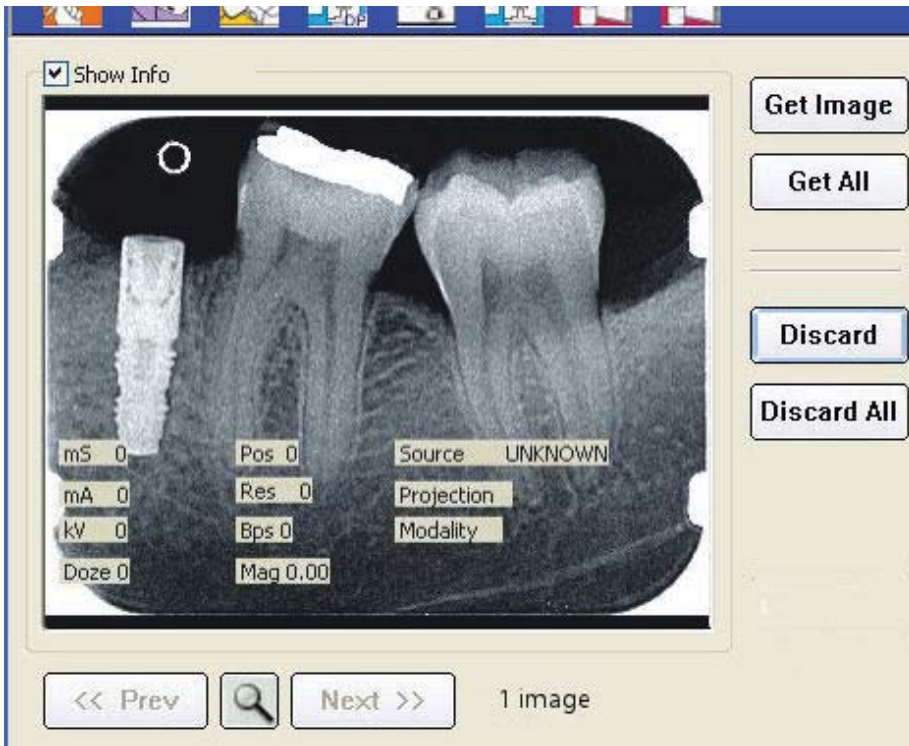 DP
Show Info
Get Image
Get All
Discard
Discard All
mS 0 Pos 0 Source UNKNOWN
mA 0 Res 0 Projection
kV 0 Bps 0 Modality
Doze 0 Mag 0.00
<< Prev Next >> 1 image